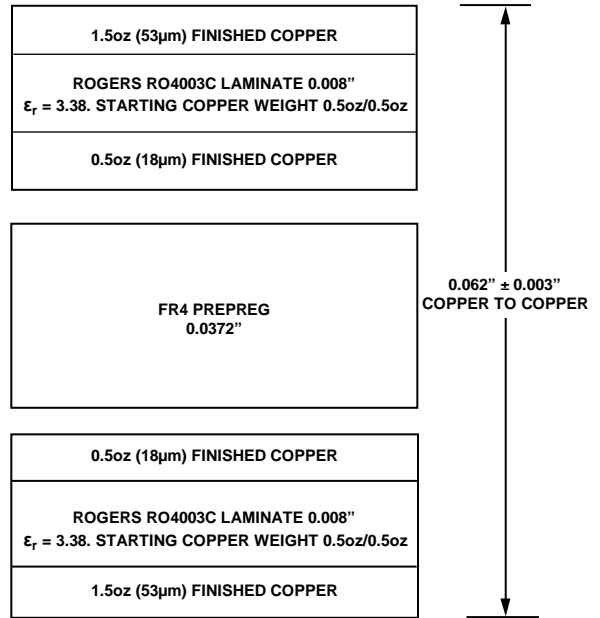 1.5oz (53µm) FINISHED COPPER
ROGERS RO4003C LAMINATE 0.008”
εr = 3.38. STARTING COPPER WEIGHT 0.5oz/0.5oz
0.5oz (18µm) FINISHED COPPER
FR4 PREPREG
0.0372”
0.062” ± 0.003”
COPPER TO COPPER
0.5oz (18µm) FINISHED COPPER
ROGERS RO4003C LAMINATE 0.008”
εr = 3.38. STARTING COPPER WEIGHT 0.5oz/0.5oz
1.5oz (53µm) FINISHED COPPER